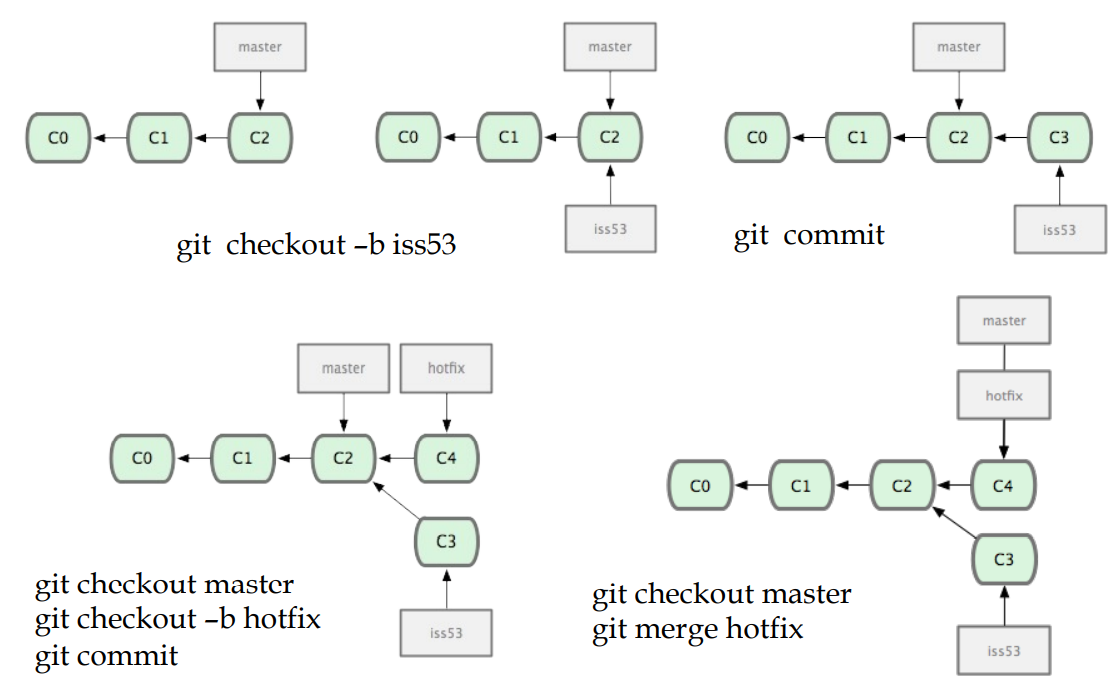 master
C0 C1 C2
master
C0 C1 C2
iss53
git checkout –b iss53
master
C0 C1 C2 C3
iss53
git commit
master hotfix
C0 C1 C2 C4
C3
iss53
git checkout master
git checkout –b hotfix
git commit
master
hotfix
C0 C1 C2 C4
C3
iss53
git checkout master
git merge hotfix